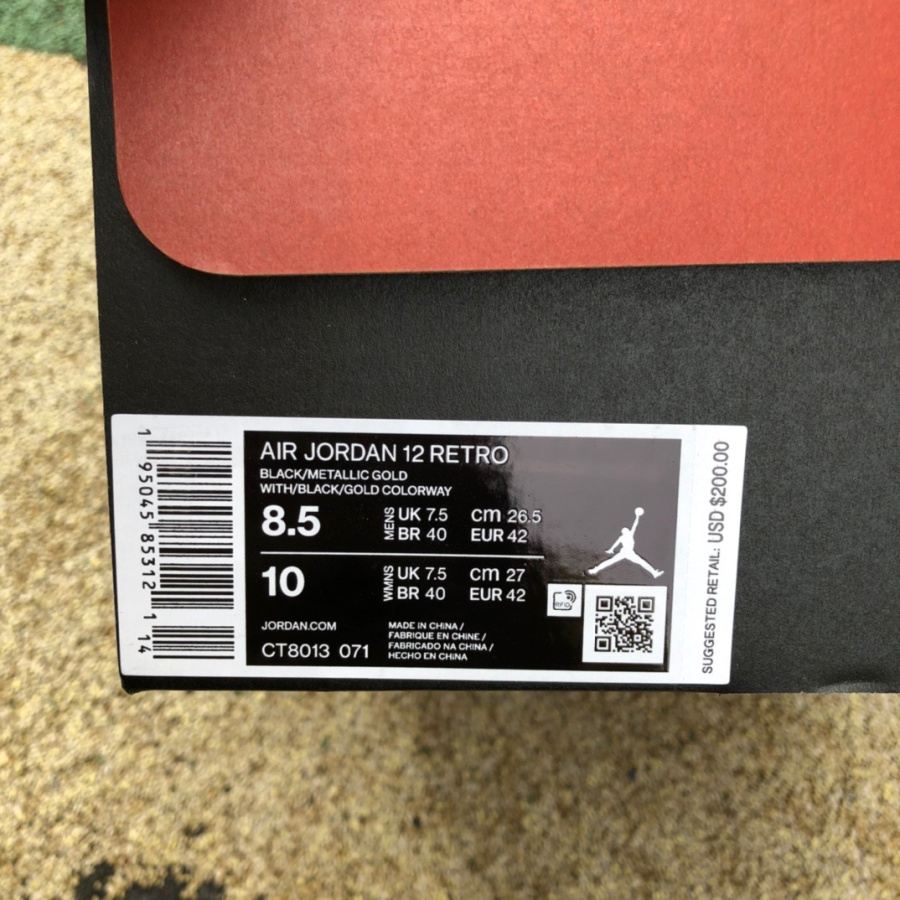 AIR JORDAN 12 RETRO
BLACK/METALLIC GOLD
WITH/BLACK/GOLD COLORWAY
8.5 MENS UK 7.5 cm 26.5
BR 40 EUR 42
10 WMNS UK 7.5 cm 27
BR 40 EUR 42
RFID
JORDAN.COM
CT8013 071
MADE IN CHINA /
FABRIQUE EN CHINE /
FABRICADO NA CHINA /
HECHO EN CHINA
1 95045 85312 1 14
SUGGESTED RETAIL: USD $200.00